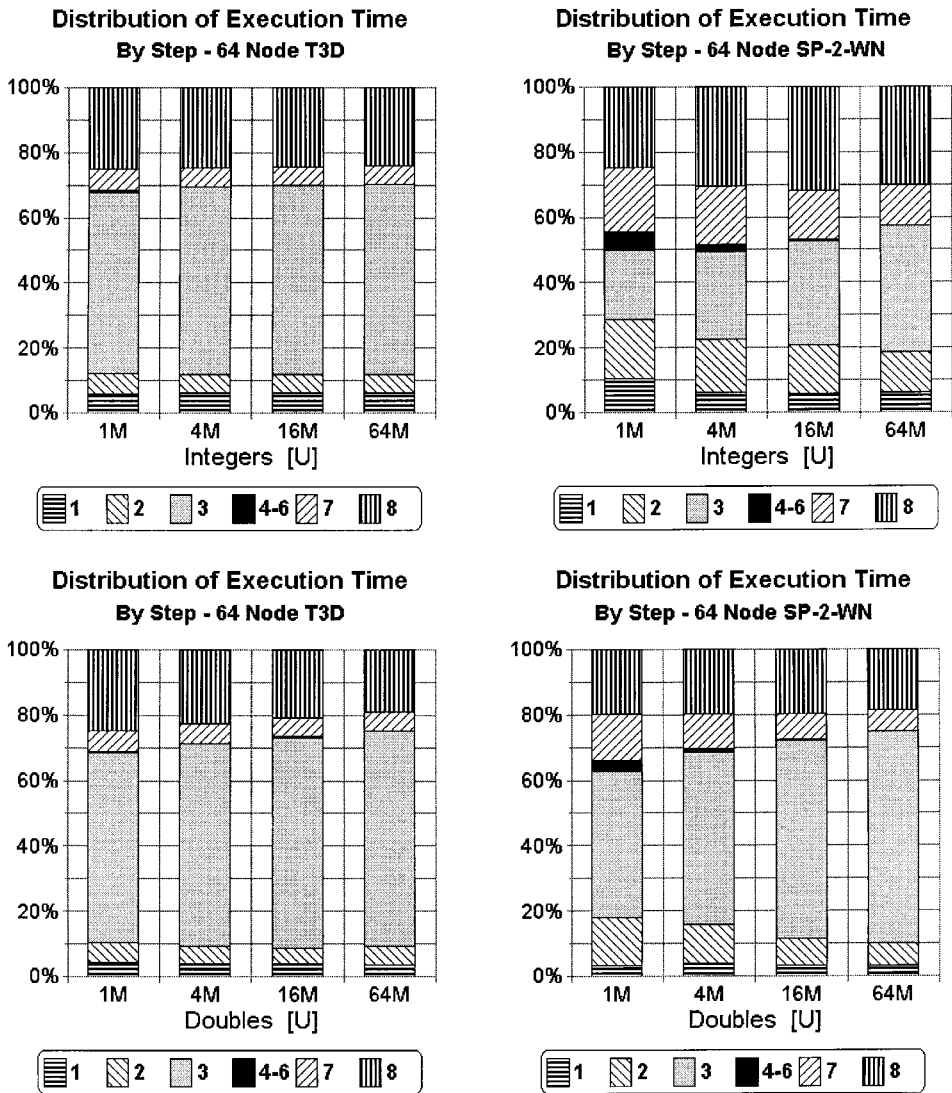 Distribution of Execution Time
By Step - 64 Node T3D
100%
80%
60%
40%
20%
0%
1M 4M 16M 64M
Integers [U]
1 2 3 4-6 7 8
Distribution of Execution Time
By Step - 64 Node SP-2-WN
100%
80%
60%
40%
20%
0%
1M 4M 16M 64M
Integers [U]
1 2 3 4-6 7 8
Distribution of Execution Time
By Step - 64 Node T3D
100%
80%
60%
40%
20%
0%
1M 4M 16M 64M
Doubles [U]
1 2 3 4-6 7 8
Distribution of Execution Time
By Step - 64 Node SP-2-WN
100%
80%
60%
40%
20%
0%
1M 4M 16M 64M
Doubles [U]
1 2 3 4-6 7 8